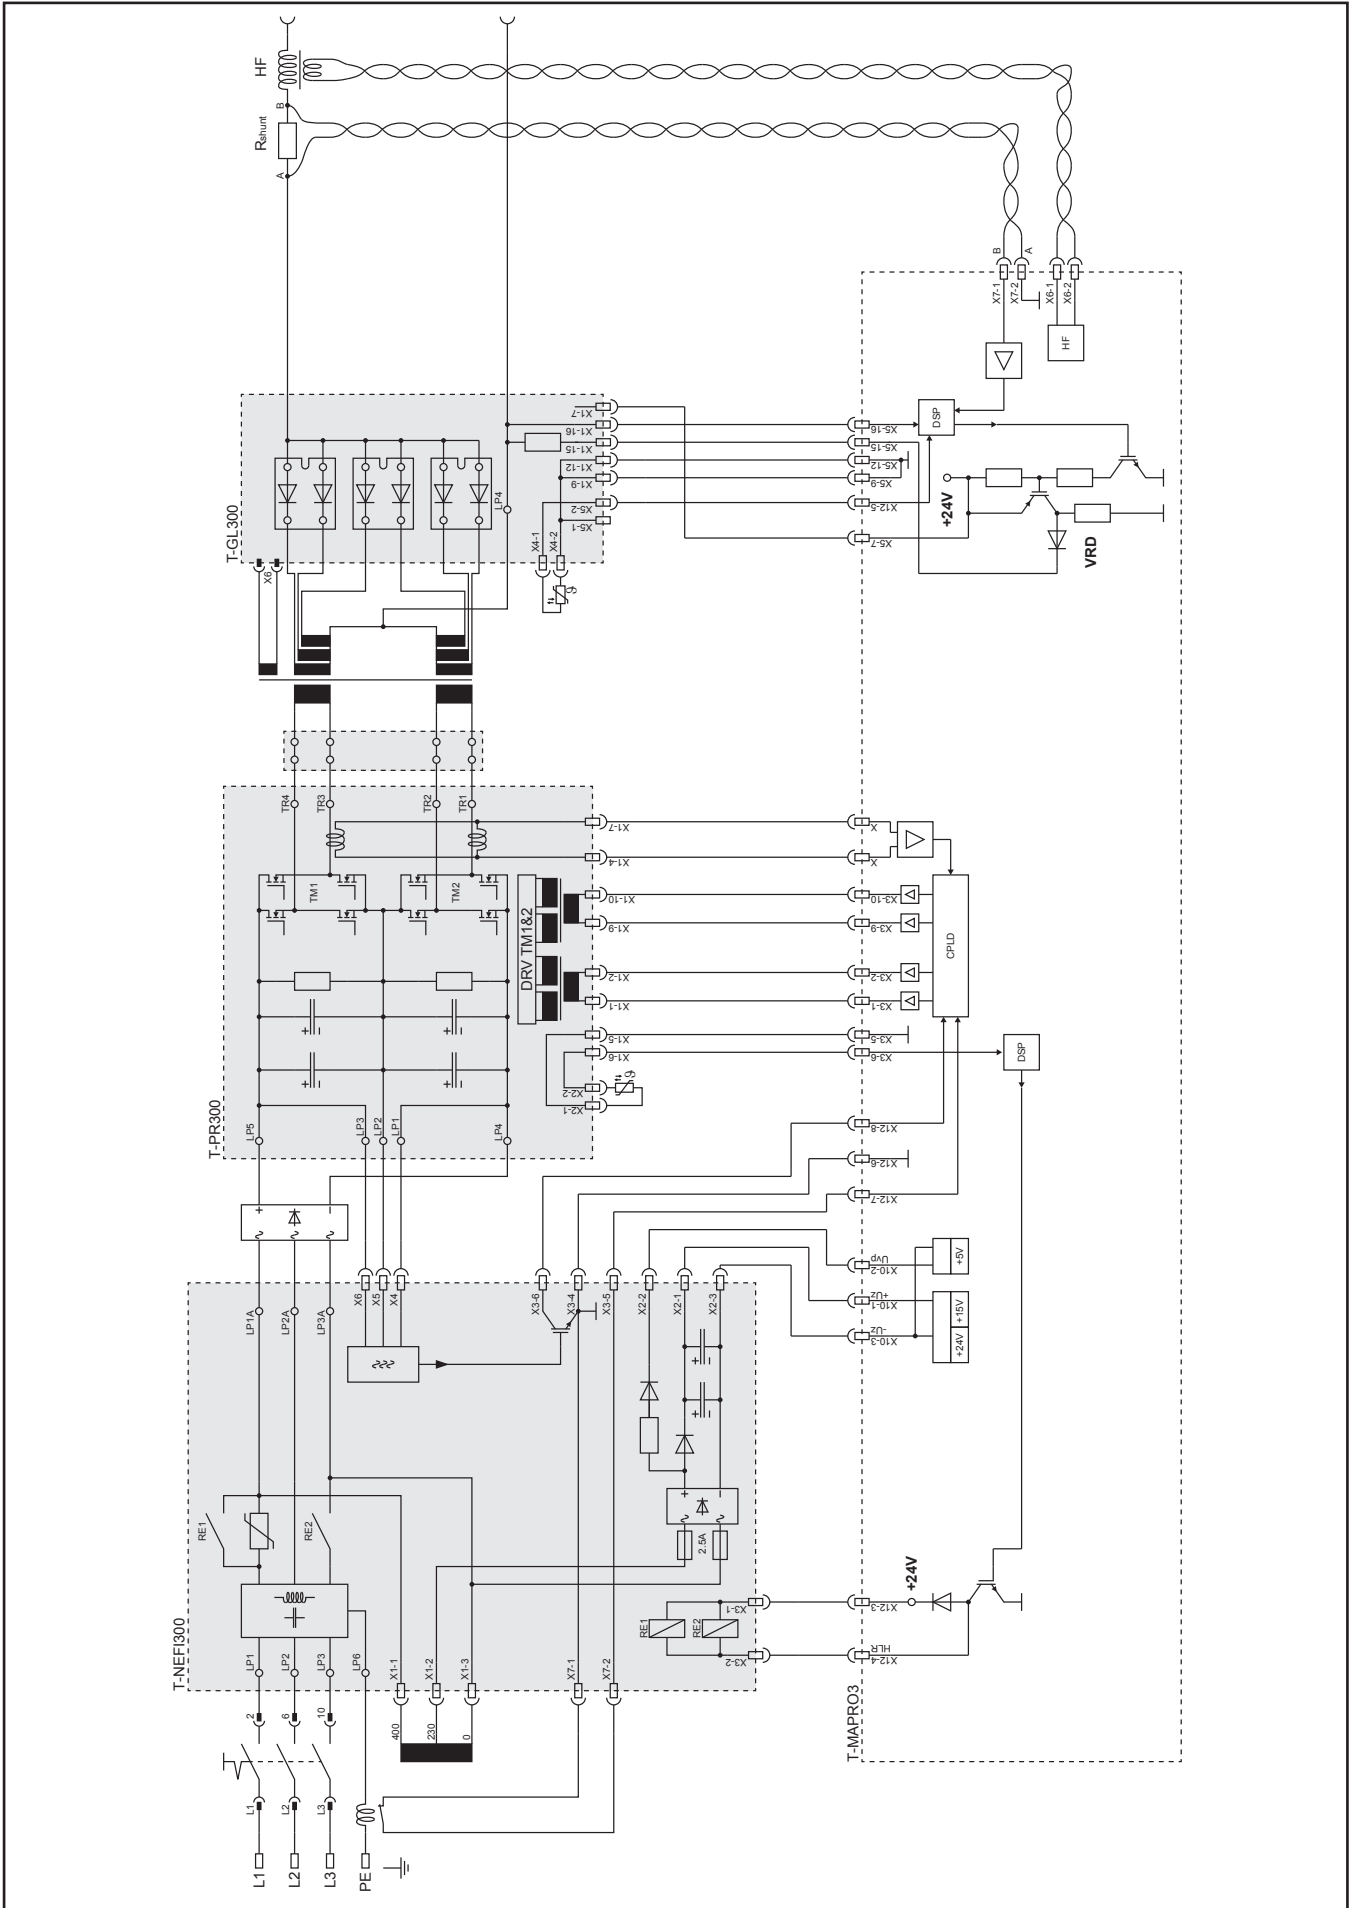 HF
B
Rshunt
A
B
A
X7-1
X7-2
X6-1
X6-2
HF
T-GL300
X1-7
X1-16
X1-15
X1-12
X1-9
X5-2
X5-1
LP4
X4-1
X4-2
X6
ϑ
X5-16
X5-15
X5-12
X5-9
X12-5
X5-7
DSP
+24V
VRD
TR4
TR3
TR2
TR1
TM1
TM2
DRV TM1&2
X1-7
X1-4
X1-10
X1-9
X1-2
X1-1
X1-5
X1-6
X2-2
X2-1
ϑ
X
X
X3-10
X3-9
X3-2
X3-1
X3-5
X3-6
CPLD
DSP
T-PR300
LP5
LP3
LP2
LP1
LP4
X12-8
X12-6
X12-7
Uvp
X10-2
+Uz
X10-1
-Uz
X10-3
+5V
+15V
+24V
LP1A
LP2A
LP3A
X6
X5
X4
X3-6
X3-4
X3-5
X2-2
X2-1
X2-3
RE1
RE2
2.5A
RE1
RE2
X3-1
X3-2
X12-3
HLR
X12-4
+24V
T-NEFI300
LP1
LP2
LP3
LP6
X1-1
X1-2
X1-3
X7-1
X7-2
2
6
10
400
230
0
T-MAPRO3
L1
L2
L3
L1
L2
L3
PE